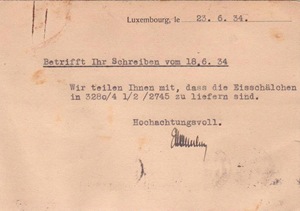 Luxembourg, le 23.6.34.
Betrifft Ihr Schreiben vom 18.6.34
Wir teilen Ihnen mit, dass die Eisschälchen
in 3280/4 1/2 /2745 zu liefern sind.
Hochachtungsvoll.